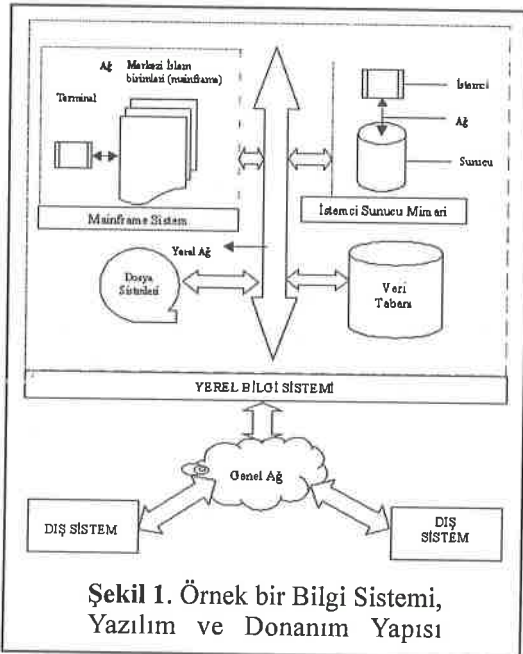 Ağ
Merkezi İslam
birimleri (mainframe)
Terminal
İstemci
Ağ
Sunucu
Mainframe Sistem
İstemci Sunucu Mimari
Yerel Ağ
Dosya
Sistemleri
Veri
Tabanı
YEREL BİLGİ SİSTEMİ
Genel Ağ
DIŞ SİSTEM
DIŞ
SİSTEM
Şekil 1. Örnek bir Bilgi Sistemi,
Yazılım ve Donanım Yapısı